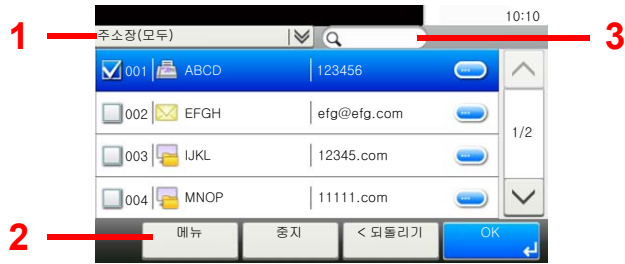 10:10
1
주소장(모두)
3
001 ABCD 123456
002 EFGH efg@efg.com
1/2
003 IJKL 12345.com
004 MNOP 11111.com
2
메뉴 중지 < 되돌리기 OK